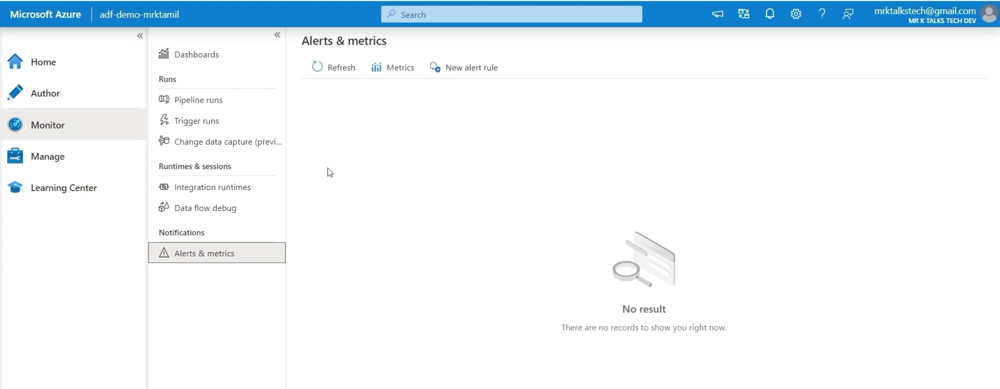 Microsoft Azure
adf-demo-mrktamil
Search
mrktalkstech@gmail.com
MR K TALKS TECH DEV
Home
Author
Monitor
Manage
Learning Center
Dashboards
Runs
Pipeline runs
Trigger runs
Change data capture (previ...
Runtimes & sessions
Integration runtimes
Data flow debug
Notifications
Alerts & metrics
Alerts & metrics
Refresh
Metrics
New alert rule
No result
There are no records to show you right now.